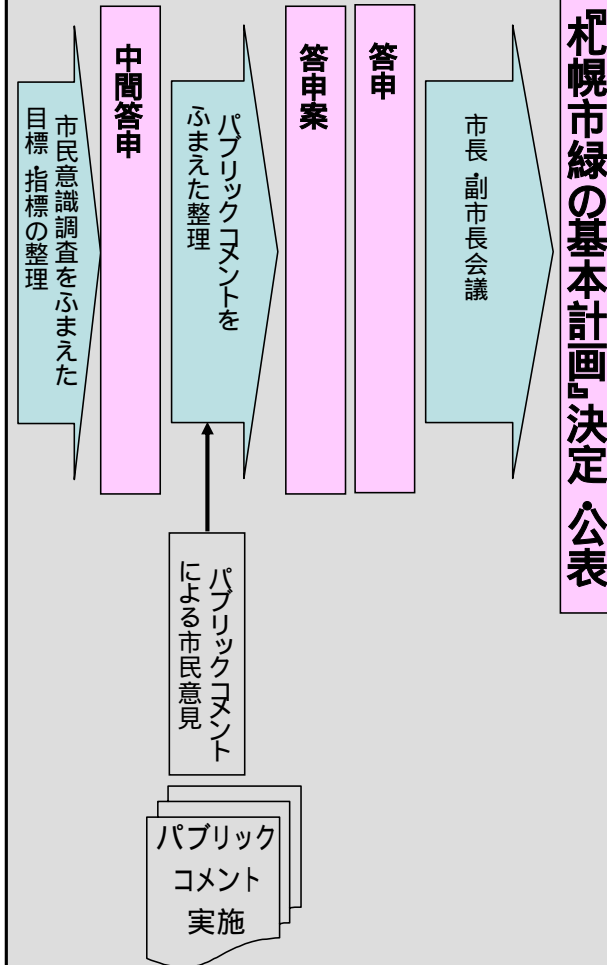 市民意識調査をふまえた
目標・指標の整理
中間答申
パブリックコメントを
ふまえた整理
答申案
答申
市長・副市長会議
『札幌市緑の基本計画』決定・公表
パブリックコメント
による市民意見
パブリック
コメント
実施